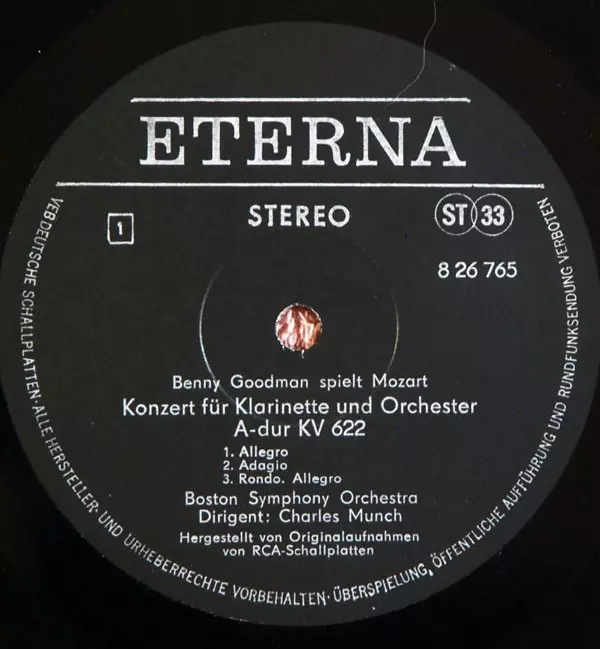 ETERNA
STEREO
ST 33
1
8 26 765
Benny Goodman spielt Mozart
Konzert für Klarinette und Orchester
A-dur KV 622
1. Allegro
2. Adagio
3. Rondo. Allegro
Boston Symphony Orchestra
Dirigent: Charles Munch
Hergestellt von Originalaufnahmen
von RCA-Schallplatten
VEB DEUTSCHE SCHALLPLATTEN · ALLE HERSTELLER- UND URHEBERRECHTE VORBEHALTEN · ÜBERSPIELUNG, ÖFFENTLICHE AUFFÜHRUNG UND RUNDFUNKSENDUNG VERBOTEN